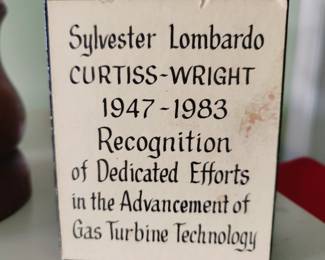 Sylvester Lombardo
CURTISS-WRIGHT
1947-1983
Recognition
of Dedicated Efforts
in the Advancement of
Gas Turbine Technology